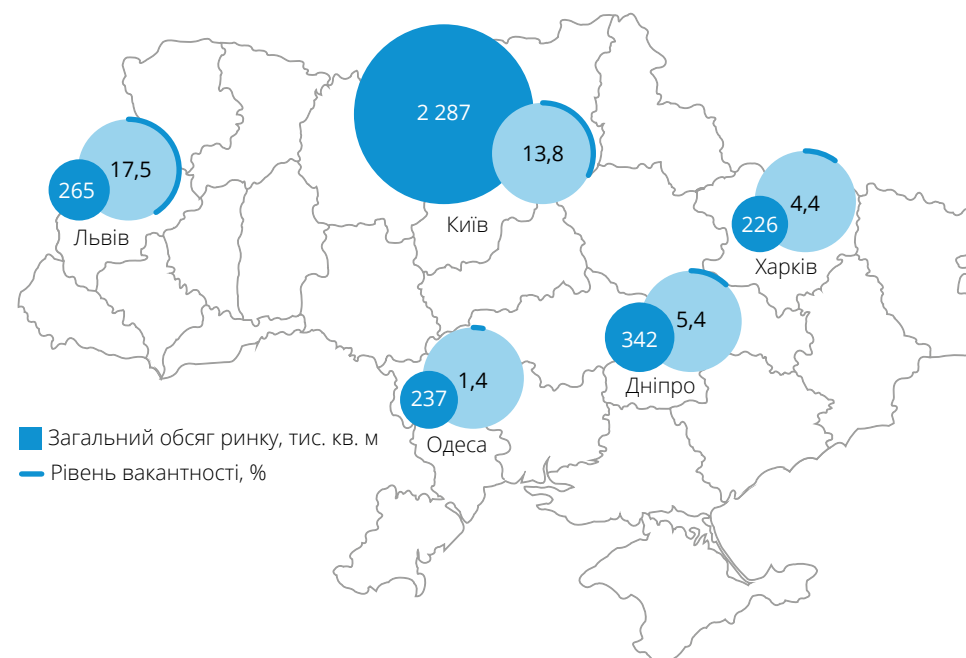 2 287
13,8
Київ
17,5
265
Львів
4,4
226
Харків
5,4
342
Дніпро
1,4
237
Одеса
Загальний обсяг ринку, тис. кв. м
Рівень вакантності, %